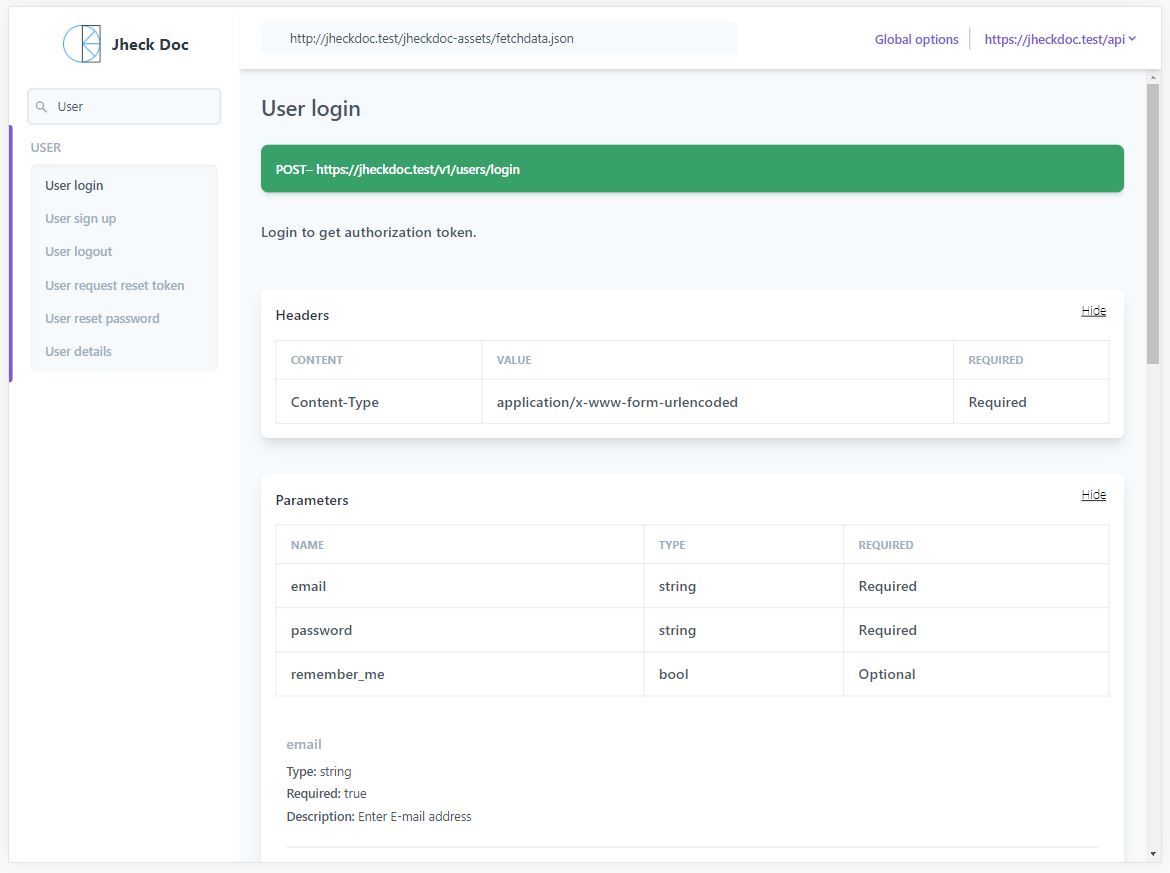 Jheck Doc
http://jheckdoc.test/jheckdoc-assets/fetchdata.json
Global options
https://jheckdoc.test/api
User
USER
User login
User sign up
User logout
User request reset token
User reset password
User details
User login
POST– https://jheckdoc.test/v1/users/login
Login to get authorization token.
Headers
Hide
CONTENT VALUE REQUIRED
Content-Type application/x-www-form-urlencoded Required
Parameters
Hide
NAME TYPE REQUIRED
email string Required
password string Required
remember_me bool Optional
email
Type: string
Required: true
Description: Enter E-mail address